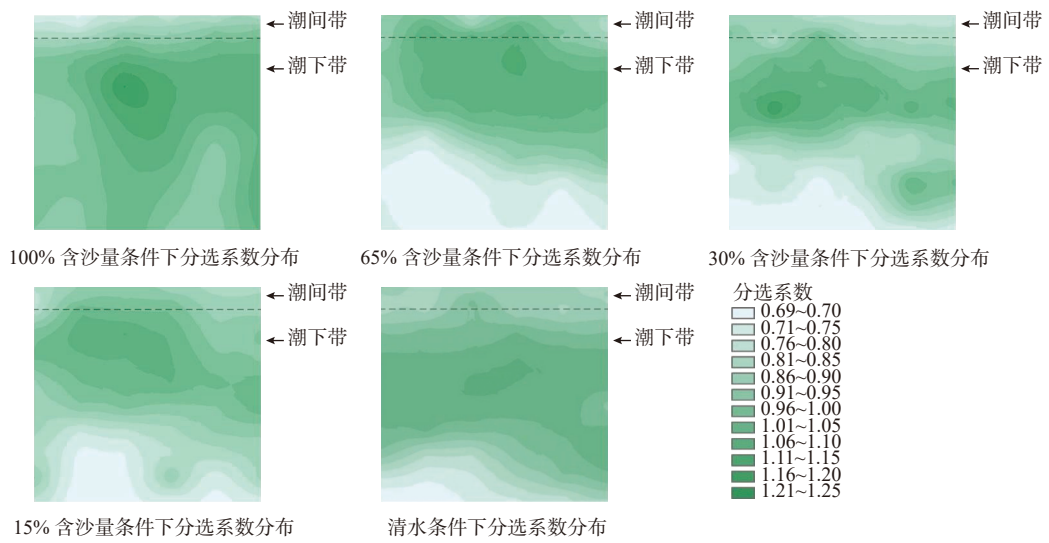 潮间带
潮下带
100% 含沙量条件下分选系数分布
潮间带
潮下带
65% 含沙量条件下分选系数分布
潮间带
潮下带
30% 含沙量条件下分选系数分布
潮间带
潮下带
15% 含沙量条件下分选系数分布
潮间带
潮下带
清水条件下分选系数分布
分选系数
0.69~0.70
0.71~0.75
0.76~0.80
0.81~0.85
0.86~0.90
0.91~0.95
0.96~1.00
1.01~1.05
1.06~1.10
1.11~1.15
1.16~1.20
1.21~1.25